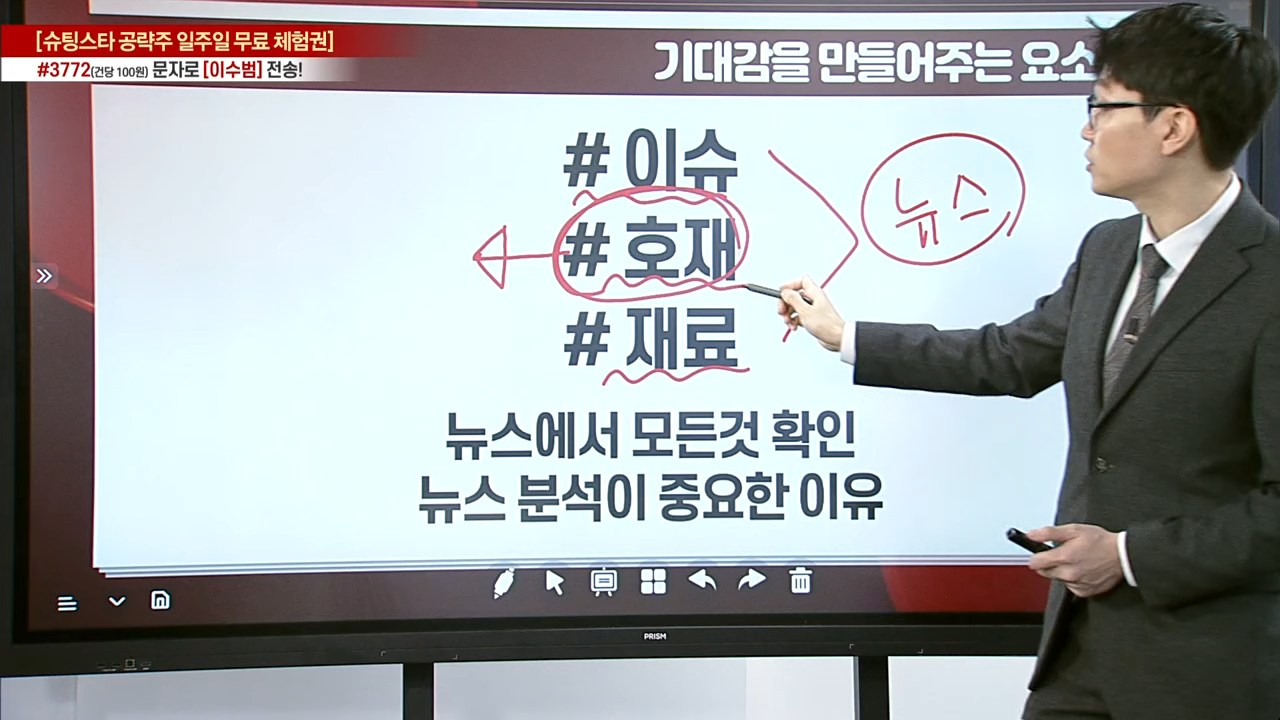 [슈팅스타 공략주 일주일 무료 체험권]
#3772(건당 100원) 문자로 [이수범] 전송!
기대감을 만들어주는 요소
# 이슈
# 호재
# 재료
뉴스
뉴스에서 모든것 확인
뉴스 분석이 중요한 이유
PRISM